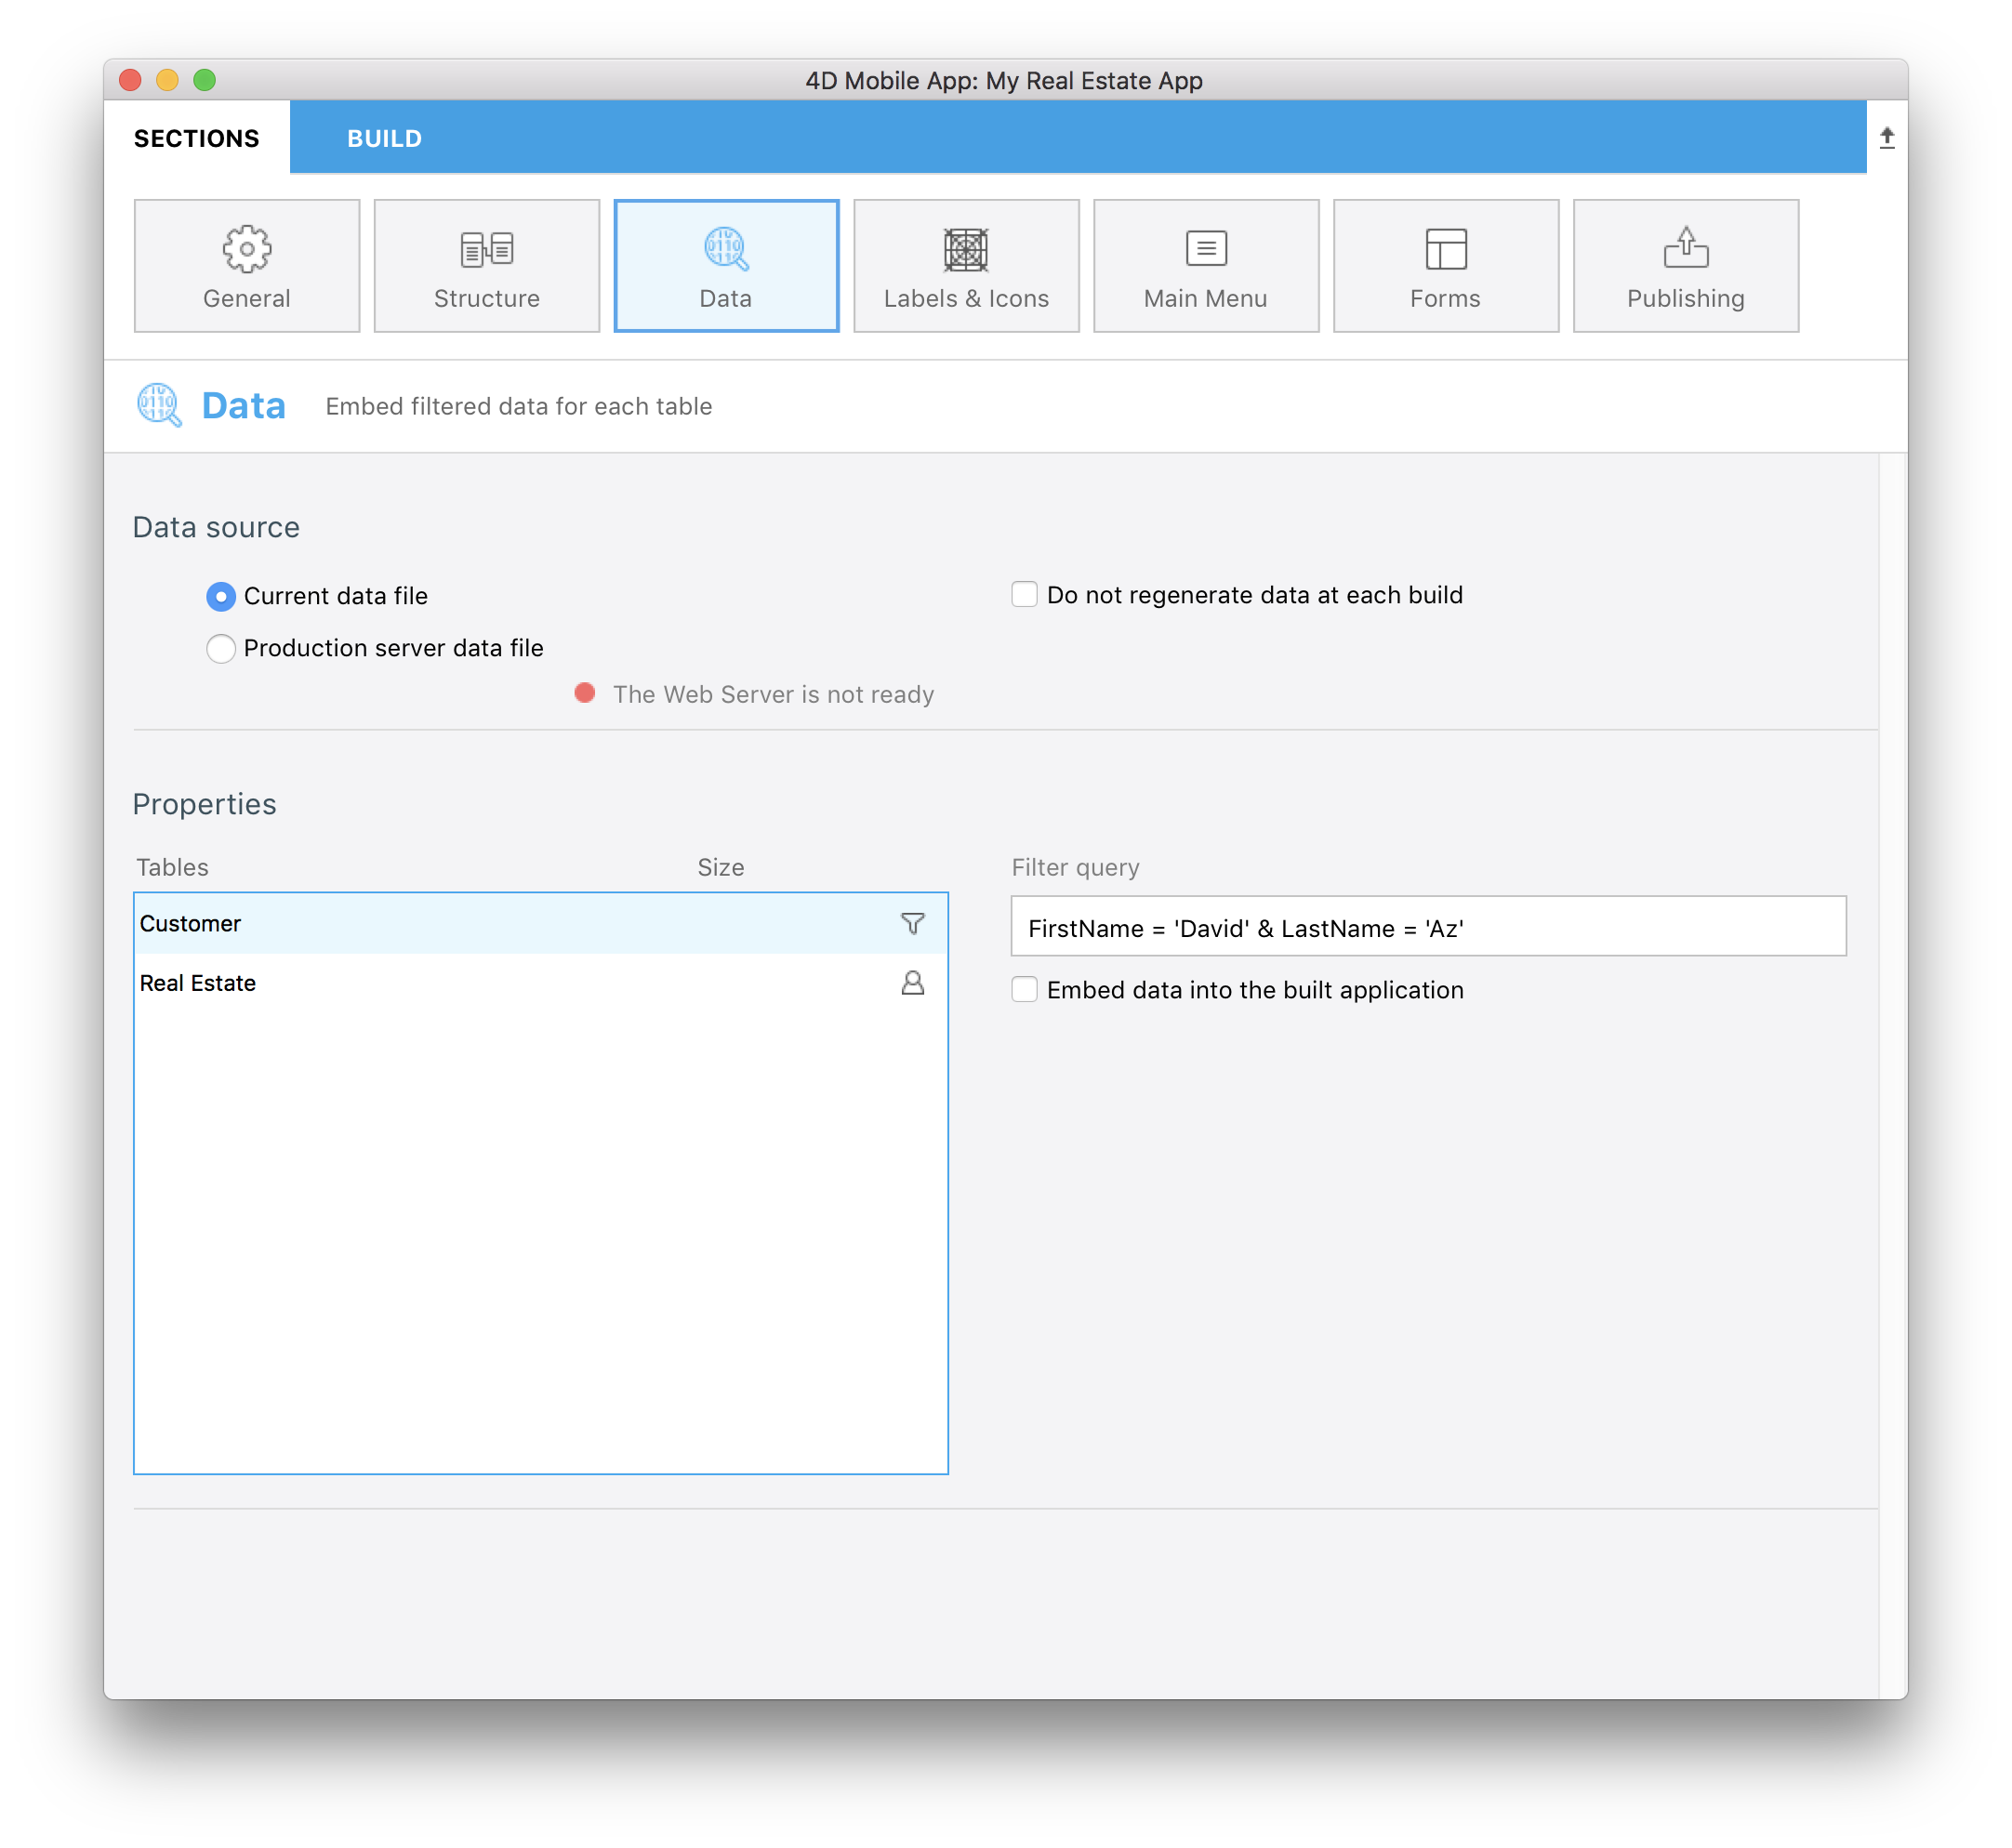 4D Mobile App: My Real Estate App
SECTIONS BUILD
General Structure Data Labels & Icons Main Menu Forms Publishing
Data Embed filtered data for each table
Data source
Current data file Do not regenerate data at each build
Production server data file
The Web Server is not ready
Properties
Tables Size Filter query
Customer FirstName = 'David' & LastName = 'Az'
Real Estate Embed data into the built application